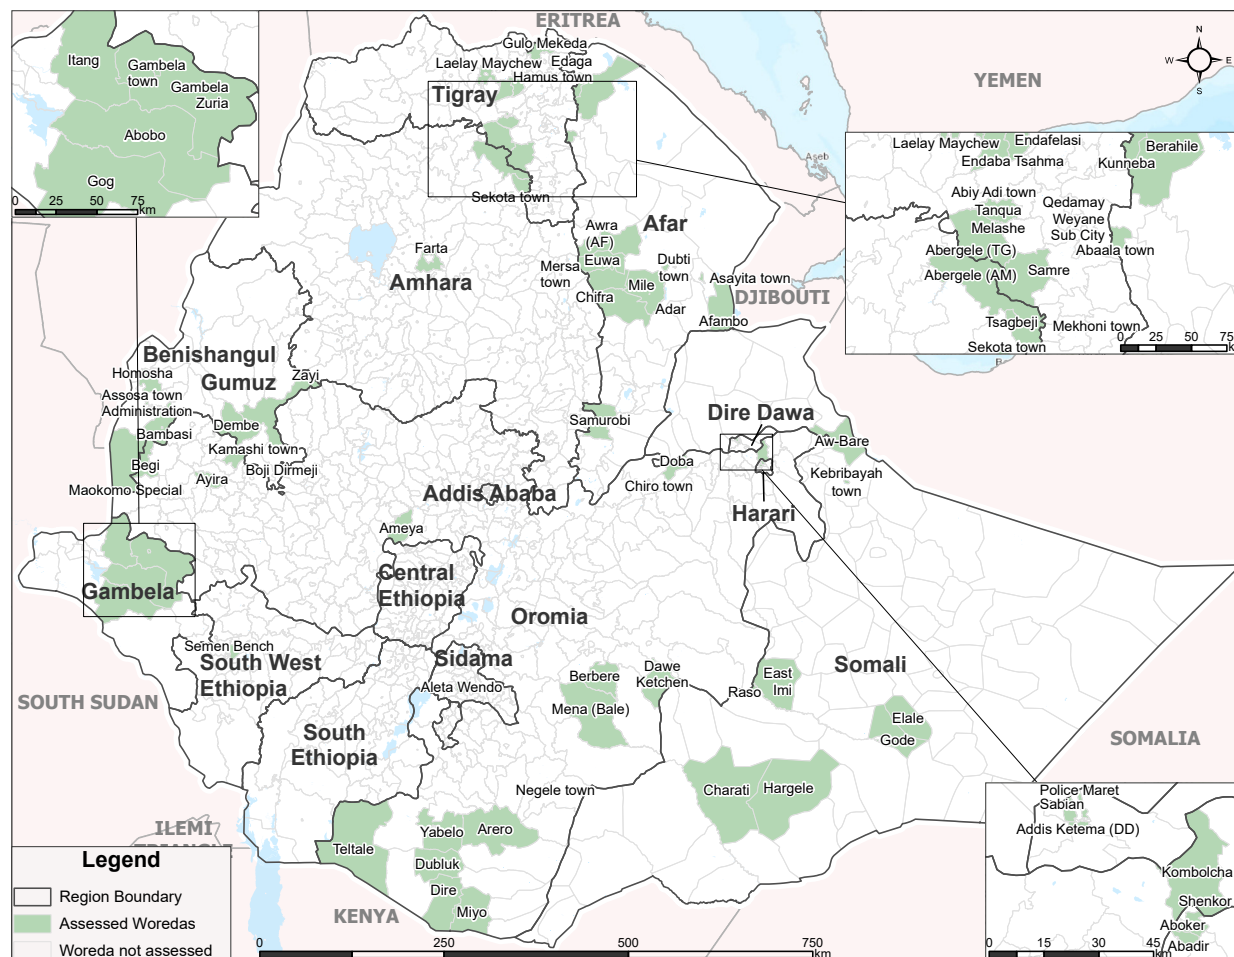 ERITREA
YEMEN
DJIBOUTI
SOMALIA
KENYA
SOUTH SUDAN
ILEMI
Aseb
N
W
E
S
Itang
Gambela
town
Gambela
Zuria
Abobo
Gog
0 25 50 75
km
Gulo Mekeda
Laelay Maychew
Edaga
Hamus town
Tigray
Sekota town
Afar
Awra
(AF)
Euwa
Farta
Amhara
Mersa
town
Dubti
town
Mile
Chifra
Asayita town
Adar
Afambo
Benishangul
Gumuz
Homosha
Zayi
Assosa town
Administration
Bambasi
Dembe
Kamashi town
Begi
Ayira
Boji Dirmeji
Maokomo Special
Samurobi
Dire Dawa
Aw-Bare
Doba
Chiro town
Kebribayah
town
Harari
Addis Ababa
Ameya
Gambela
Central
Ethiopia
Oromia
Semen Bench
South West
Ethiopia
Sidama
Aleta Wendo
Somali
Berbere
Dawe
Ketchen
Mena (Bale)
East
Imi
Raso
Elale
Gode
South
Ethiopia
Charati
Hargele
Negele town
Teltale
Yabelo
Arero
Dubluk
Dire
Miyo
Laelay Maychew
Endafelasi
Endaba Tsahma
Berahile
Kunneba
Abiy Adi town
Tanqua
Melashe
Qedamay
Weyane
Sub City
Abaala town
Abergele (TG)
Abergele (AM)
Samre
Tsagbeji
Mekhoni town
Sekota town
0 25 50 75
Police Maret
Sabian
Addis Ketema (DD)
Kombolcha
Shenkor
Aboker
Abadir
0 15 30 45
km
Legend
Region Boundary
Assessed Woredas
Woreda not assessed
0 250 500 750
km